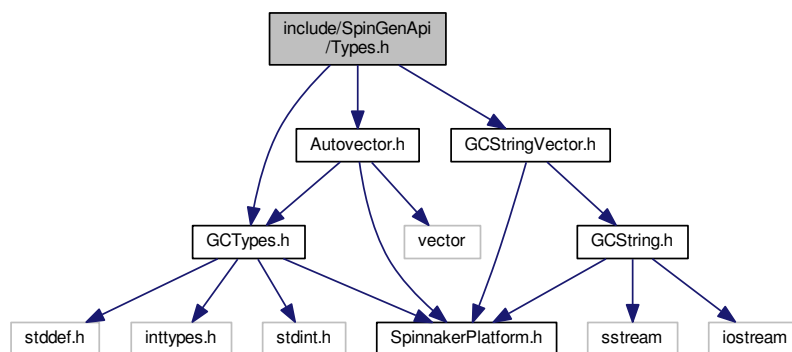 include/SpinGenApi
/Types.h
Autovector.h
GCStringVector.h
GCTypes.h
vector
GCString.h
stddef.h
inttypes.h
stdint.h
SpinnakerPlatform.h
sstream
iostream